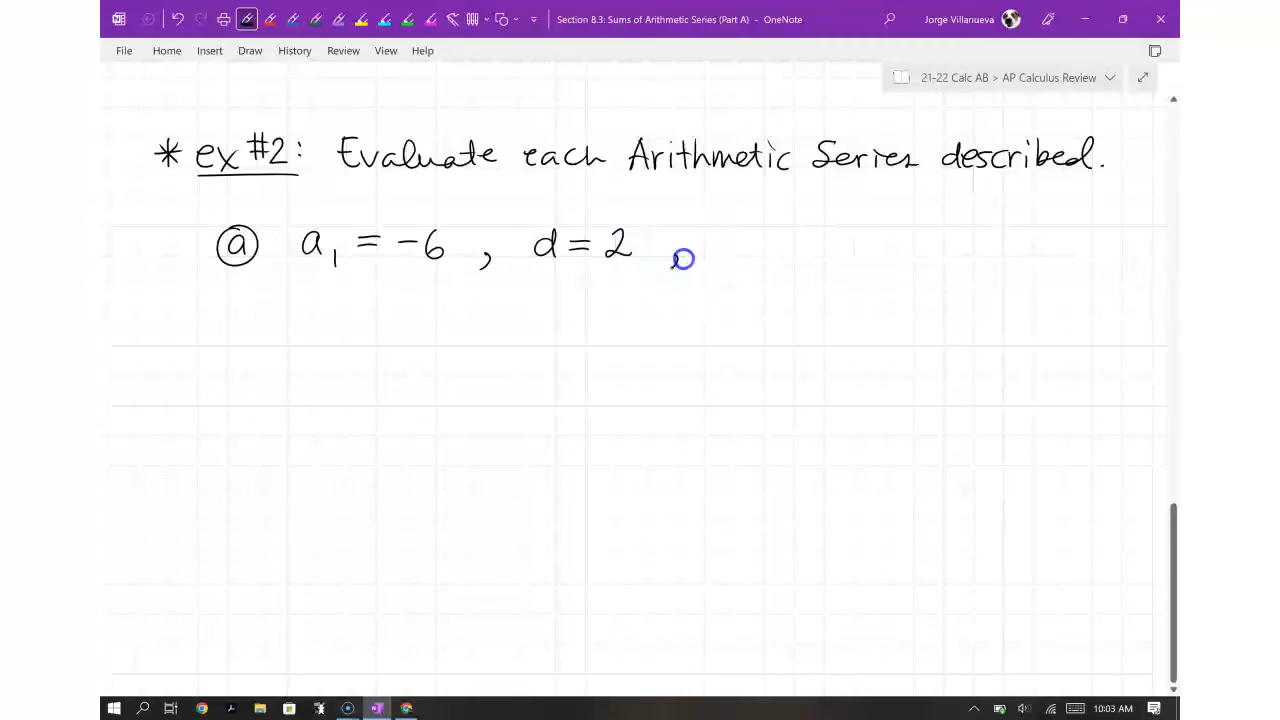 Section 8.3: Sums of Arithmetic Series (Part A) - OneNote
Jorge Villanueva
File Home Insert Draw History Review View Help
21-22 Calc AB > AP Calculus Review
* ex #2: Evaluate each Arithmetic Series described.
ⓐ a₁ = -6 , d = 2 ,
10:03 AM